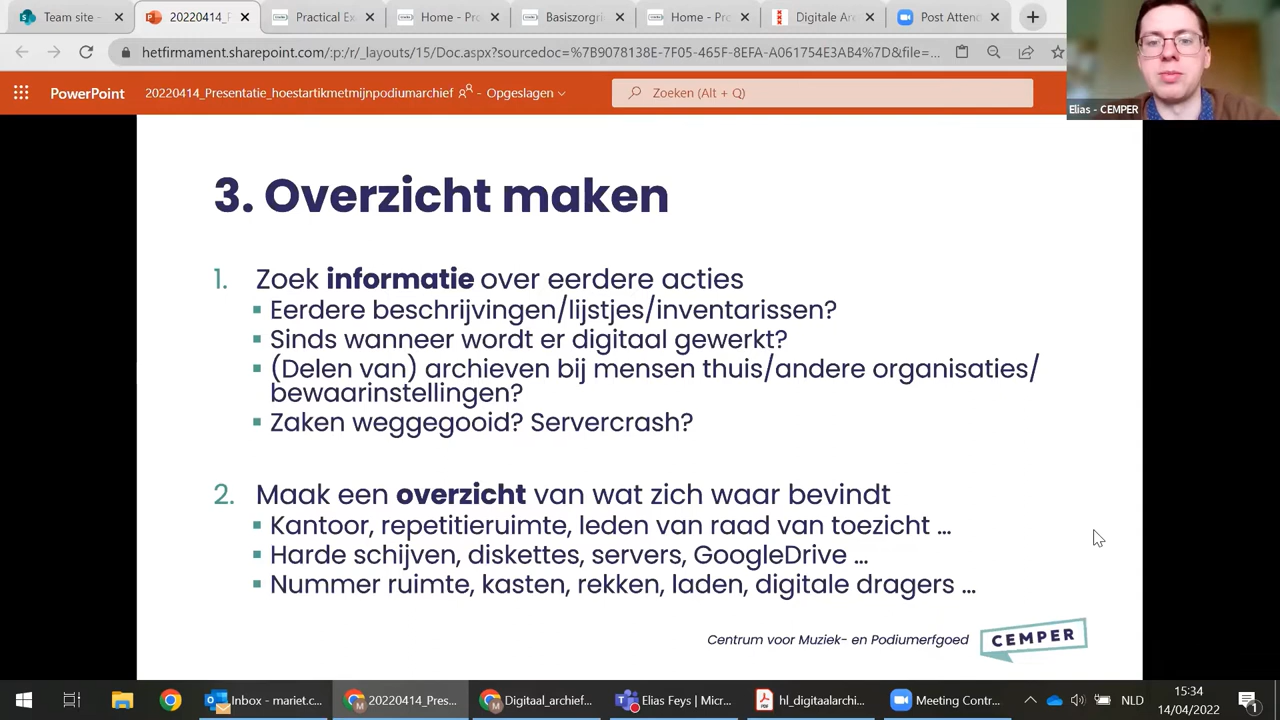 Team site -
20220414_
Practical Ex
Home - Pro
Basiszorgri
Home - Pro
Digitale Are
Post Attend
hetfirmament.sharepoint.com/:p:/r/_layouts/15/Doc.aspx?sourcedoc=%7B9078138E-7F05-465F-8EFA-A061754E3AB4%7D&file=...
PowerPoint
20220414_Presentatie_hoestartikmetmijnpodiumarchief - Opgeslagen
Zoeken (Alt + Q)
Elias - CEMPER
3. Overzicht maken
1. Zoek informatie over eerdere acties
▪ Eerdere beschrijvingen/lijstjes/inventarissen?
▪ Sinds wanneer wordt er digitaal gewerkt?
▪ (Delen van) archieven bij mensen thuis/andere organisaties/
bewaarinstellingen?
▪ Zaken weggegooid? Servercrash?
2. Maak een overzicht van wat zich waar bevindt
▪ Kantoor, repetitieruimte, leden van raad van toezicht ...
▪ Harde schijven, diskettes, servers, GoogleDrive ...
▪ Nummer ruimte, kasten, rekken, laden, digitale dragers ...
Centrum voor Muziek- en Podiumerfgoed
CEMPER
Inbox - mariet.c...
20220414_Pres...
Digitaal_archief...
Elias Feys | Micr...
hl_digitaalarchi...
Meeting Contr...
NLD
15:34
14/04/2022
1